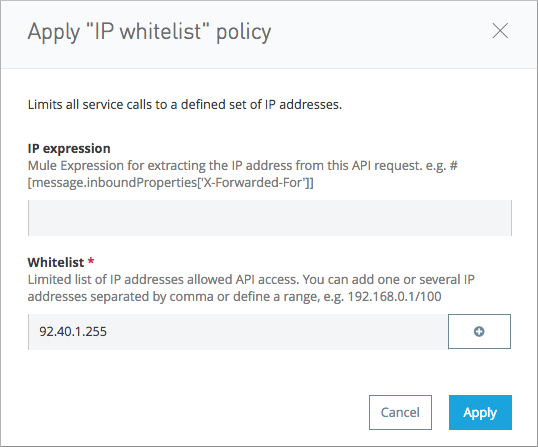 Apply "IP whitelist" policy
Limits all service calls to a defined set of IP addresses.
IP expression
Mule Expression for extracting the IP address from this API request. e.g. #
[message.inboundProperties['X-Forwarded-For']]
Whitelist *
Limited list of IP addresses allowed API access. You can add one or several IP
addresses separated by comma or define a range, e.g. 192.168.0.1/100
92.40.1.255
Cancel
Apply